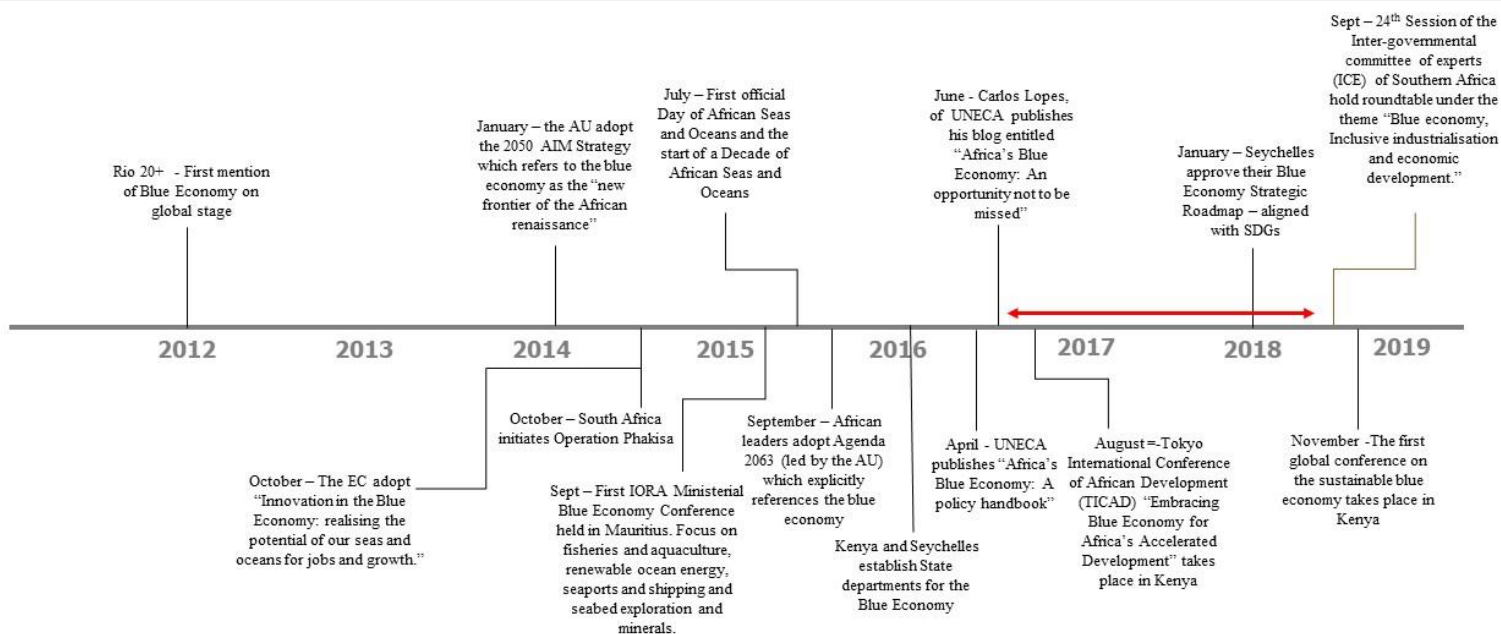 Rio 20+ - First mention
of Blue Economy on
global stage
January – the AU adopt
the 2050 AIM Strategy
which refers to the blue
economy as the “new
frontier of the African
renaissance”
July – First official
Day of African Seas
and Oceans and the
start of a Decade of
African Seas and
Oceans
June - Carlos Lopes,
of UNECA publishes
his blog entitled
“Africa’s Blue
Economy: An
opportunity not to be
missed”
January – Seychelles
approve their Blue
Economy Strategic
Roadmap – aligned
with SDGs
Sept – 24th Session of the
Inter-governmental
committee of experts
(ICE) of Southern Africa
hold roundtable under the
theme “Blue economy,
Inclusive industrialisation
and economic
development.”
2012 2013 2014 2015 2016 2017 2018 2019
October – The EC adopt
“Innovation in the Blue
Economy: realising the
potential of our seas and
oceans for jobs and growth.”
October – South Africa
initiates Operation Phakisa
Sept – First IORA Ministerial
Blue Economy Conference
held in Mauritius. Focus on
fisheries and aquaculture,
renewable ocean energy,
seaports and shipping and
seabed exploration and
minerals.
September – African
leaders adopt Agenda
2063 (led by the AU)
which explicitly
references the blue
economy
Kenya and Seychelles
establish State
departments for the
Blue Economy
April - UNECA
publishes “Africa’s
Blue Economy: A
policy handbook”
August =-Tokyo
International Conference
of African Development
(TICAD) “Embracing
Blue Economy for
Africa’s Accelerated
Development” takes
place in Kenya
November -The first
global conference on
the sustainable blue
economy takes place in
Kenya